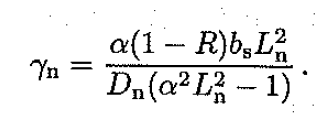 γₙ = α(1 − R)bₛLₙ² / Dₙ(α²Lₙ² − 1) .